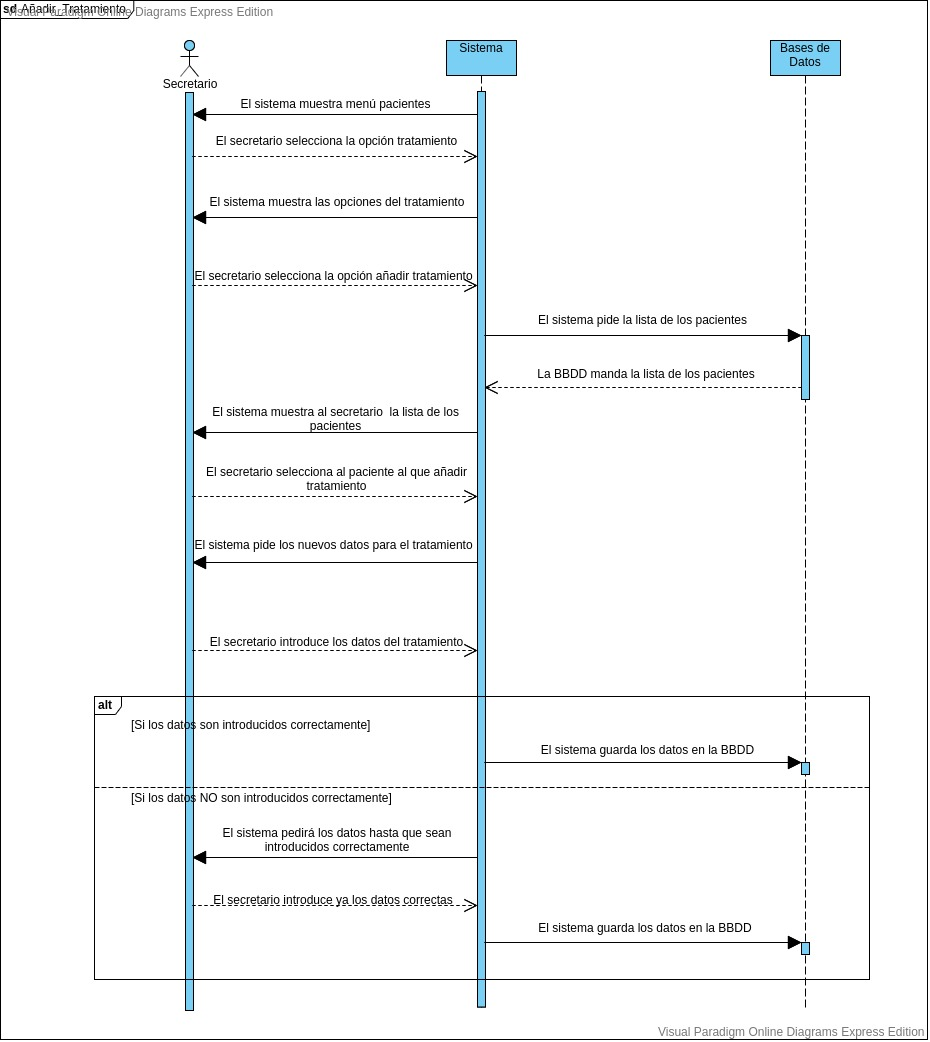 sd Añadir_Tratamiento
Visual Paradigm Online Diagrams Express Edition
Secretario
Sistema
Bases de
Datos
El sistema muestra menú pacientes
El secretario selecciona la opción tratamiento
El sistema muestra las opciones del tratamiento
El secretario selecciona la opción añadir tratamiento
El sistema pide la lista de los pacientes
La BBDD manda la lista de los pacientes
El sistema muestra al secretario la lista de los
pacientes
El secretario selecciona al paciente al que añadir
tratamiento
El sistema pide los nuevos datos para el tratamiento
El secretario introduce los datos del tratamiento
alt
[Si los datos son introducidos correctamente]
El sistema guarda los datos en la BBDD
[Si los datos NO son introducidos correctamente]
El sistema pedirá los datos hasta que sean
introducidos correctamente
El secretario introduce ya los datos correctas
El sistema guarda los datos en la BBDD
Visual Paradigm Online Diagrams Express Edition